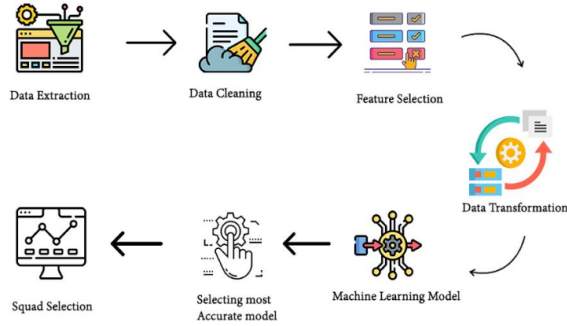 Data Extraction
Data Cleaning
Feature Selection
Data Transformation
Machine Learning Model
Selecting most
Accurate model
Squad Selection